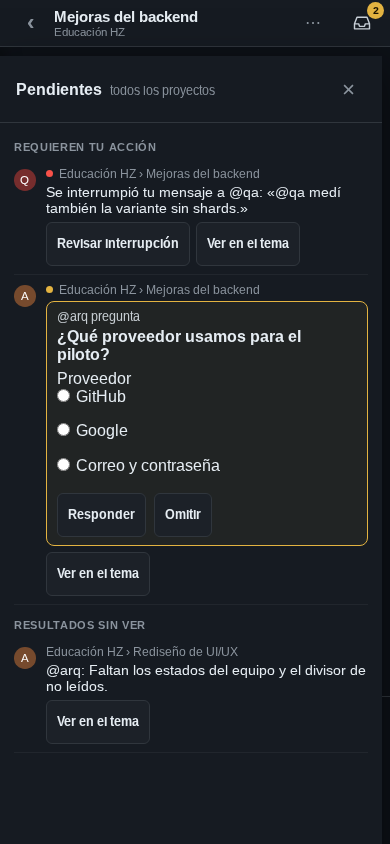 ‹ Mejoras del backend ... 2
Educación HZ
Pendientes todos los proyectos ×
REQUIEREN TU ACCIÓN
Q Educación HZ › Mejoras del backend
Se interrumpió tu mensaje a @qa: «@qa medí
también la variante sin shards.»
Revisar interrupción Ver en el tema
A Educación HZ › Mejoras del backend
@arq pregunta
¿Qué proveedor usamos para el
piloto?
Proveedor
GitHub
Google
Correo y contraseña
Responder Omitir
Ver en el tema
RESULTADOS SIN VER
A Educación HZ › Rediseño de UI/UX
@arq: Faltan los estados del equipo y el divisor de
no leídos.
Ver en el tema